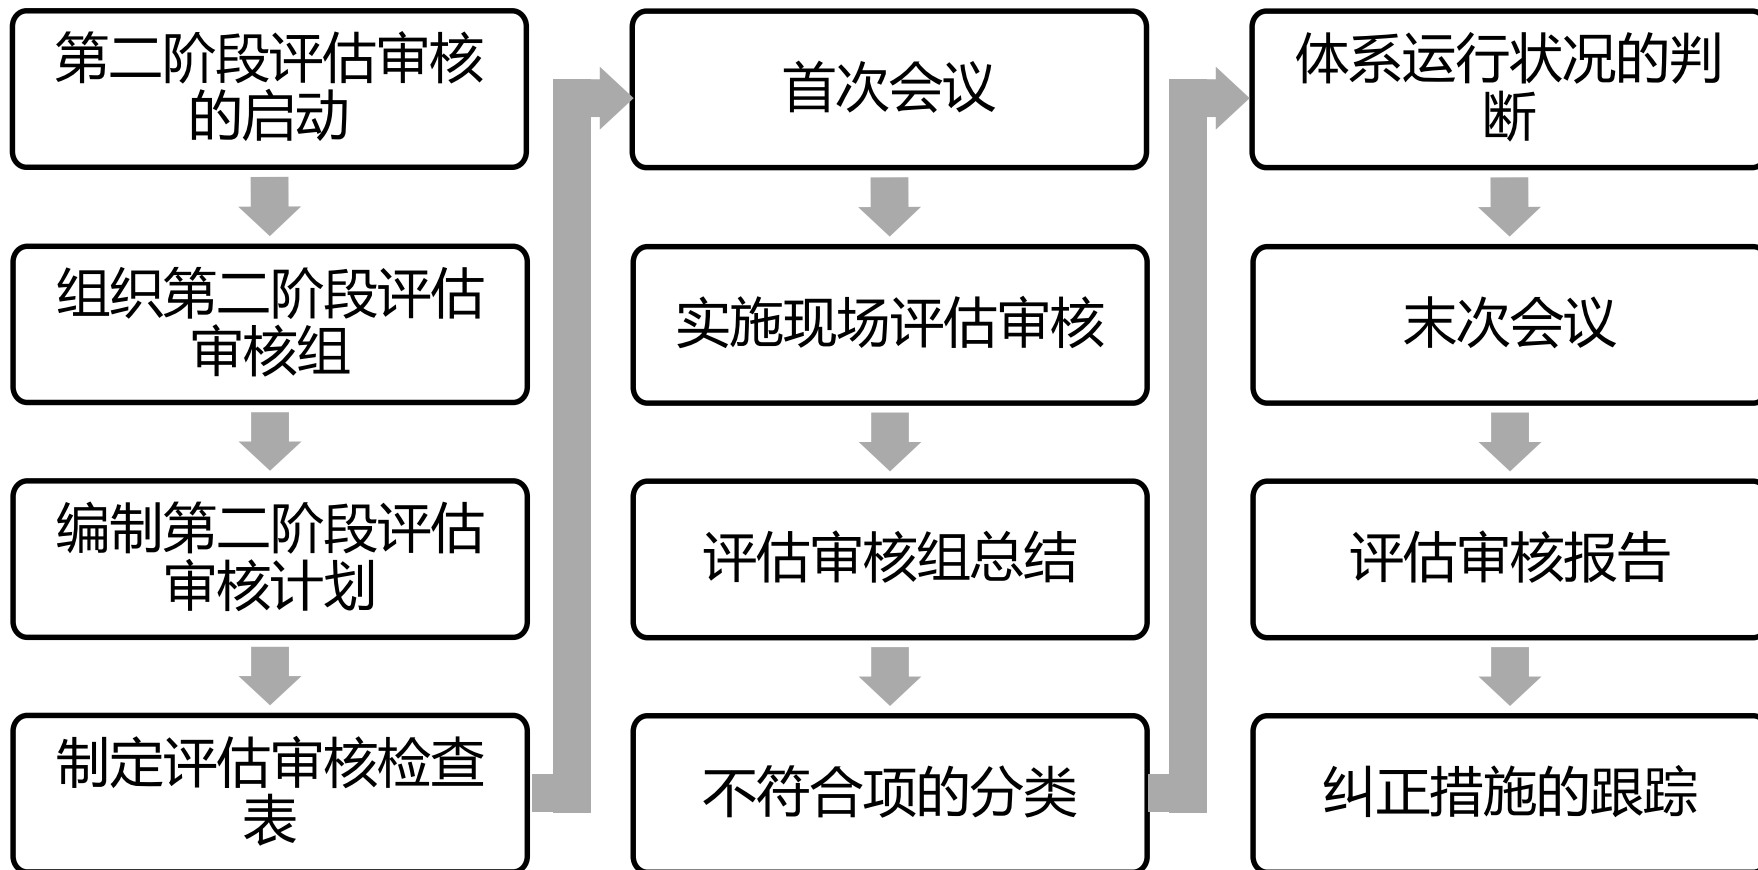 第二阶段评估审核
的启动
组织第二阶段评估
审核组
编制第二阶段评估
审核计划
制定评估审核检查
表
首次会议
实施现场评估审核
评估审核组总结
不符合项的分类
体系运行状况的判
断
末次会议
评估审核报告
纠正措施的跟踪